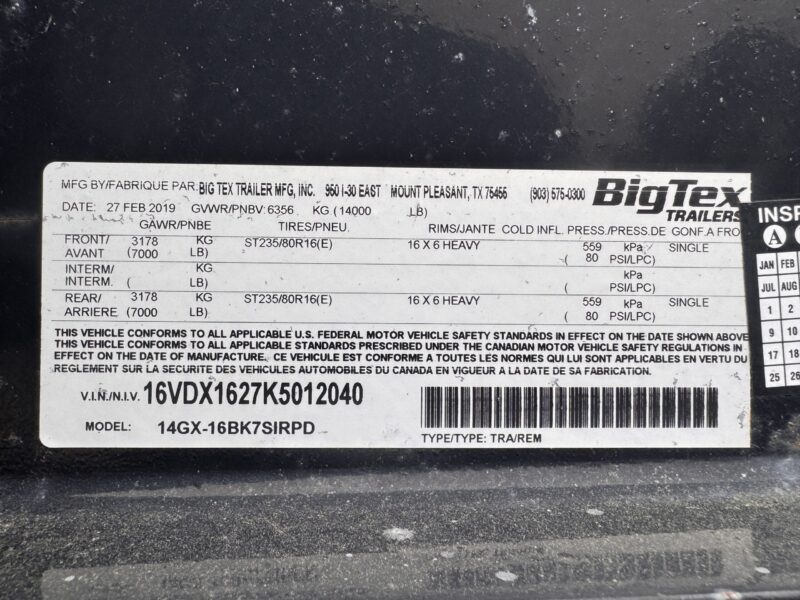 MFG BY/FABRIQUE PAR: BIG TEX TRAILER MFG, INC. 950 I-30 EAST MOUNT PLEASANT, TX 75455 (903) 575-0300 BigTex TRAILERS
DATE: 27 FEB 2019 GVWR/PNBV: 6356 KG (14000 LB)
GAWR/PNBE TIRES/PNEU. RIMS/JANTE COLD INFL. PRESS./PRESS.DE GONF.A FROI
FRONT/ 3178 KG ST235/80R16(E) 16 X 6 HEAVY 559 kPa SINGLE
AVANT (7000 LB) ( 80 PSI/LPC)
INTERM/ KG kPa
INTERM. ( LB) ( PSI/LPC)
REAR/ 3178 KG ST235/80R16(E) 16 X 6 HEAVY 559 kPa SINGLE
ARRIERE (7000 LB) ( 80 PSI/LPC)
THIS VEHICLE CONFORMS TO ALL APPLICABLE U.S. FEDERAL MOTOR VEHICLE SAFETY STANDARDS IN EFFECT ON THE DATE SHOWN ABOVE
THIS VEHICLE CONFORMS TO ALL APPLICABLE STANDARDS PRESCRIBED UNDER THE CANADIAN MOTOR VEHICLE SAFETY REGULATIONS IN
EFFECT ON THE DATE OF MANUFACTURE. CE VEHICULE EST CONFORME A TOUTES LES NORMES QUI LUI SONT APPLICABLES EN VERTU DU
REGLEMENT SUR LA SECURITE DES VEHICULES AUTOMOBILES DU CANADA EN VIGUEUR A LA DATE DE SA FABRICATION.
V.I.N./N.I.V. 16VDX1627K5012040
MODEL: 14GX-16BK7SIRPD
TYPE/TYPE: TRA/REM
INSP
A
JAN FEB
JUL AUG
1 2
9 10
17 18
25 26